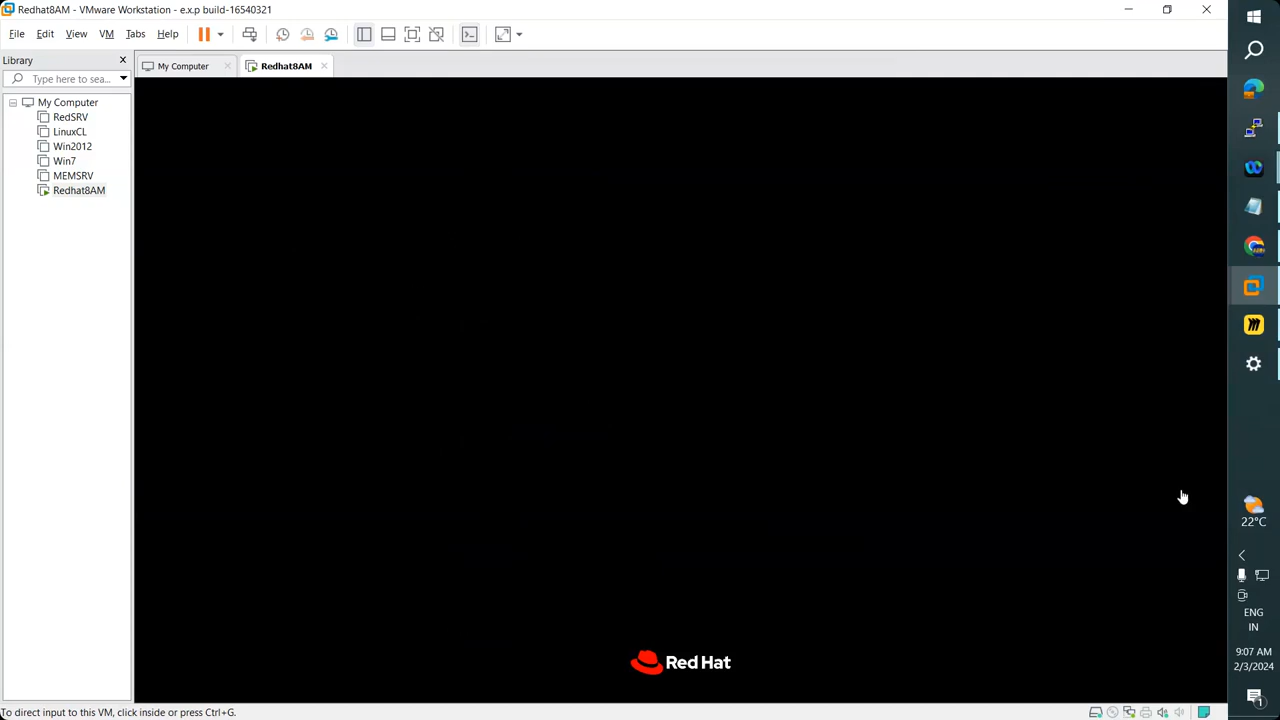 Redhat8AM - VMware Workstation - e.x.p build-16540321
File Edit View VM Tabs Help
Library
Type here to sea...
My Computer
RedSRV
LinuxCL
Win2012
Win7
MEMSRV
Redhat8AM
My Computer
Redhat8AM
Red Hat
To direct input to this VM, click inside or press Ctrl+G.
22°C
ENG
IN
9:07 AM
2/3/2024
1